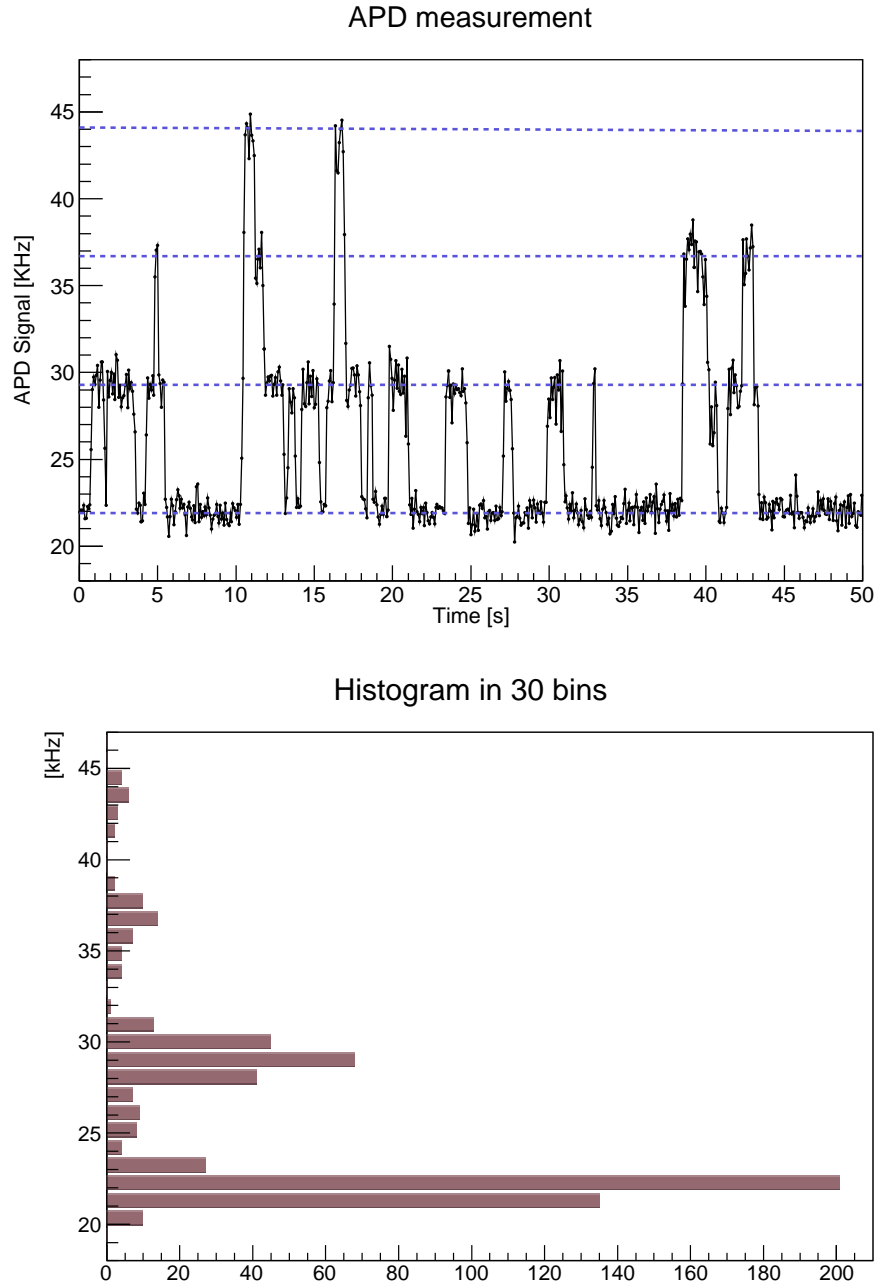 APD measurement
45
40
35
30
25
20
APD Signal [KHz]
0 5 10 15 20 25 30 35 40 45 50
Time [s]
Histogram in 30 bins
[kHz]
45
40
35
30
25
20
0 20 40 60 80 100 120 140 160 180 200